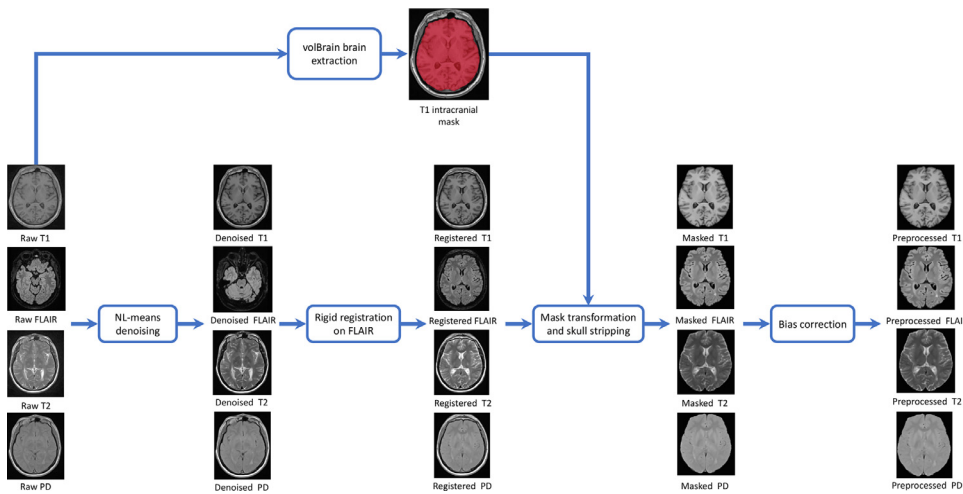 volBrain brain
extraction
T1 intracranial
mask
Raw T1
Denoised T1
Registered T1
Masked T1
Preprocessed T1
Raw FLAIR
NL-means
denoising
Denoised FLAIR
Rigid registration
on FLAIR
Registered FLAIR
Mask transformation
and skull stripping
Masked FLAIR
Bias correction
Preprocessed FLAI
Raw T2
Denoised T2
Registered T2
Masked T2
Preprocessed T2
Raw PD
Denoised PD
Registered PD
Masked PD
Preprocessed PD